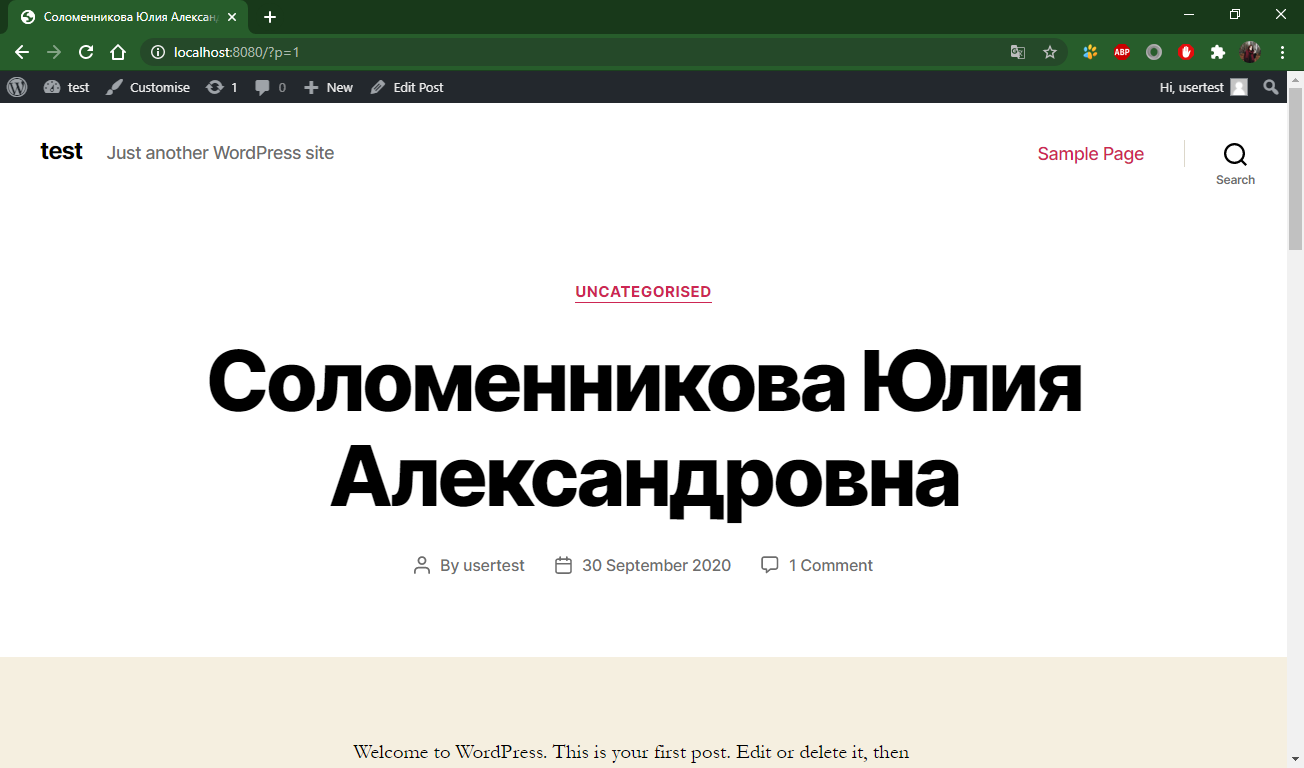 Соломенникова Юлия Алексан
localhost:8080/?p=1
ABP
test
Customise
1
0
New
Edit Post
Hi, usertest
test
Just another WordPress site
Sample Page
Search
UNCATEGORISED
Соломенникова Юлия
Александровна
By usertest
30 September 2020
1 Comment
Welcome to WordPress. This is your first post. Edit or delete it, then